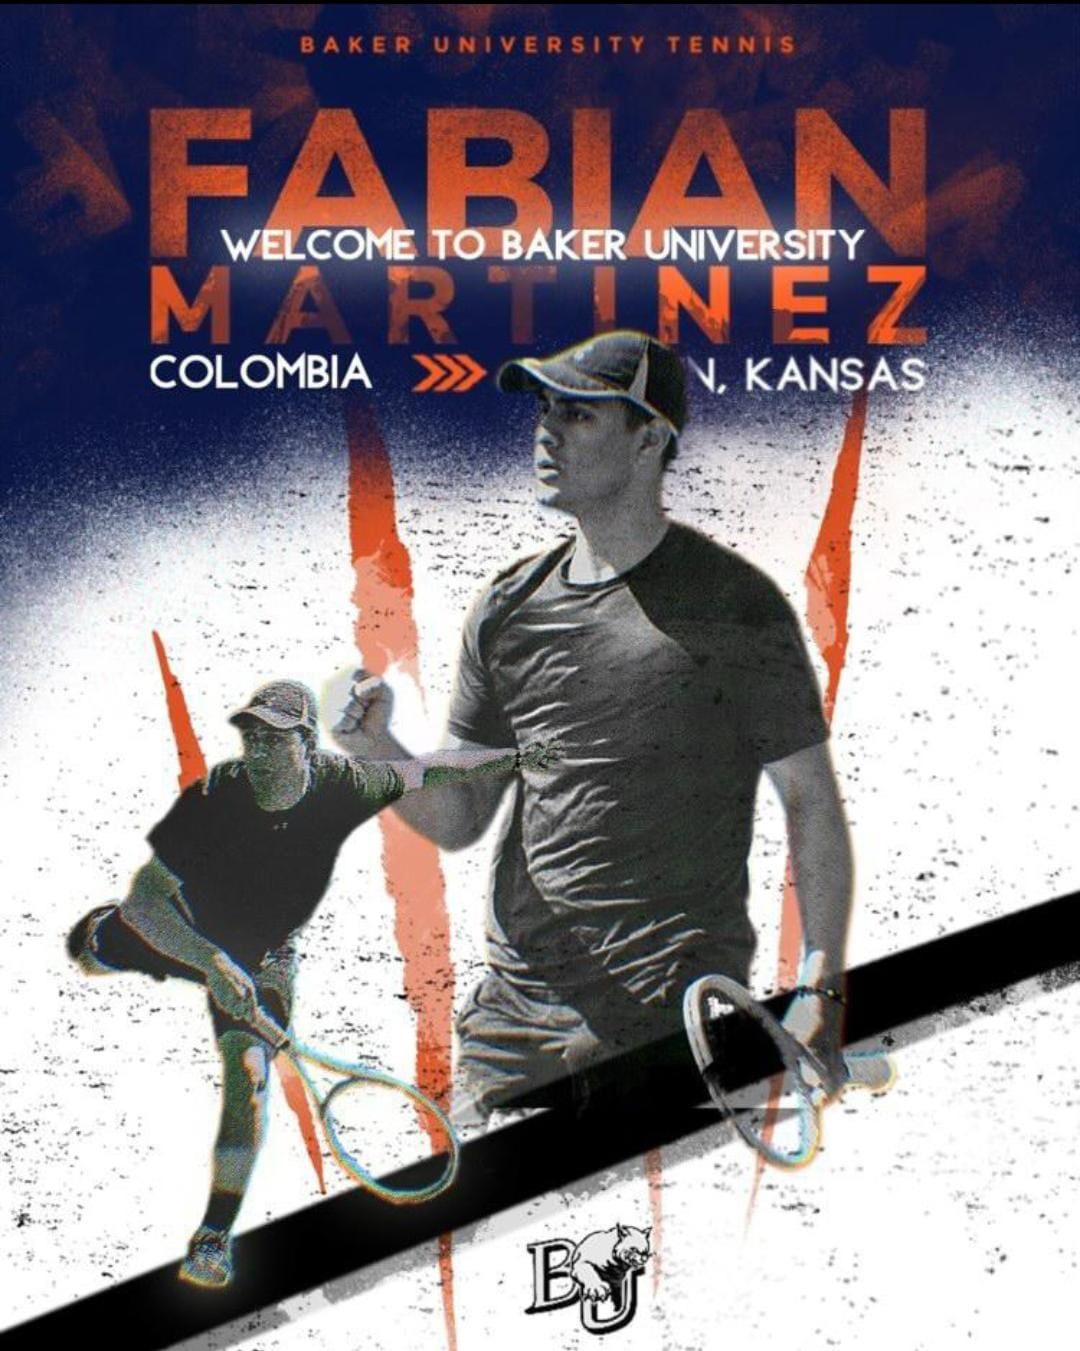 BAKER UNIVERSITY TENNIS
FABIAN
WELCOME TO BAKER UNIVERSITY
MARTINEZ
COLOMBIA N, KANSAS
BU